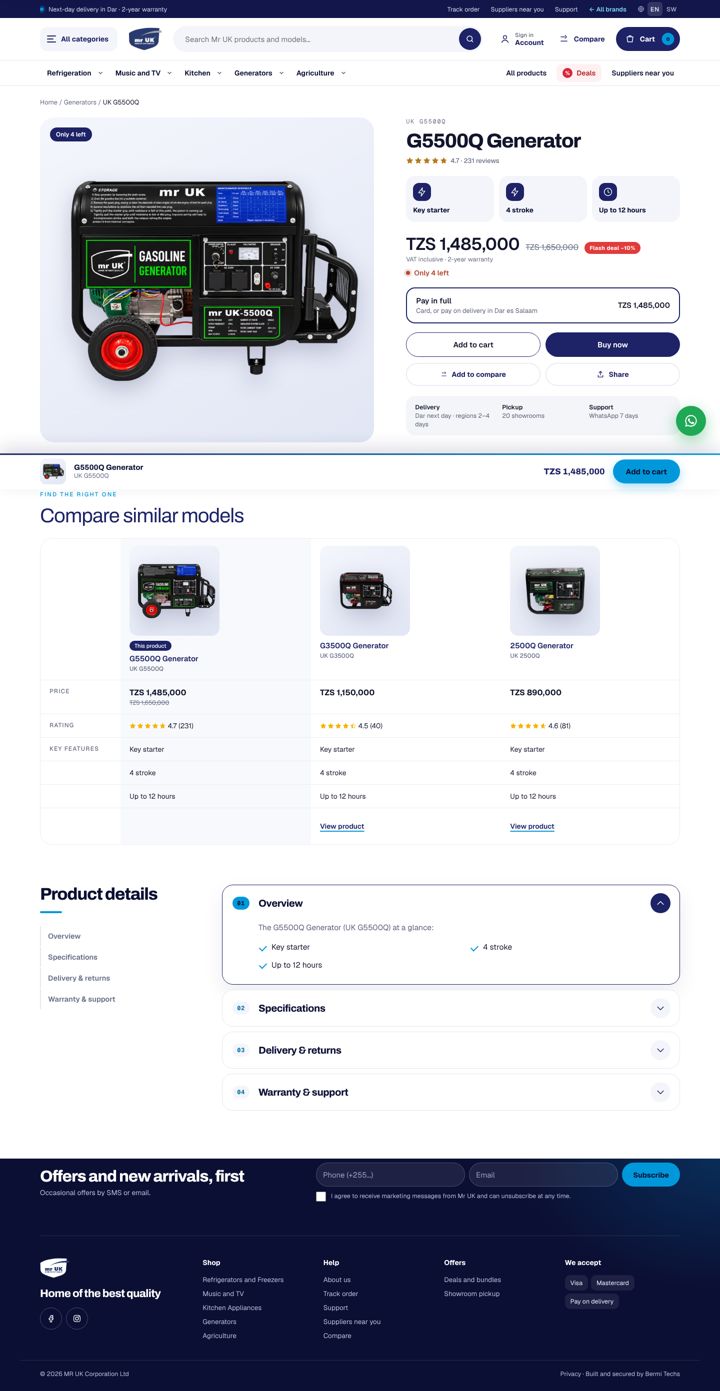 Next-day delivery in Dar · 2-year warranty
Track order
Suppliers near you
Support
← All brands
EN
SW
All categories
mr UK
Search Mr UK products and models..
Sign in
Account
Compare
Cart
0
Refrigeration
Music and TV
Kitchen
Generators
Agriculture
All products
Deals
Suppliers near you
Home / Generators / UK G5500Q
Only 4 left
STORAGE
mr UK
mr UK
GASOLINE
GENERATOR
mr UK-5500Q
UK G5500Q
G5500Q Generator
4.7 · 231 reviews
Key starter
4 stroke
Up to 12 hours
TZS 1,485,000
TZS 1,650,000
Flash deal −10%
VAT inclusive · 2-year warranty
Only 4 left
Pay in full
Card, or pay on delivery in Dar es Salaam
TZS 1,485,000
Add to cart
Buy now
Add to compare
Share
Delivery
Dar next day · regions 2–4 days
Pickup
20 showrooms
Support
WhatsApp 7 days
G5500Q Generator
UK G5500Q
TZS 1,485,000
Add to cart
FIND THE RIGHT ONE
Compare similar models
This product
G5500Q Generator
UK G5500Q
G3500Q Generator
UK G3500Q
2500Q Generator
UK 2500Q
PRICE
TZS 1,485,000
TZS 1,650,000
TZS 1,150,000
TZS 890,000
RATING
4.7 (231)
4.5 (40)
4.6 (81)
KEY FEATURES
Key starter
Key starter
Key starter
4 stroke
4 stroke
4 stroke
Up to 12 hours
Up to 12 hours
Up to 12 hours
View product
View product
Product details
Overview
Specifications
Delivery & returns
Warranty & support
01
Overview
The G5500Q Generator (UK G5500Q) at a glance:
Key starter
4 stroke
Up to 12 hours
02
Specifications
03
Delivery & returns
04
Warranty & support
Offers and new arrivals, first
Occasional offers by SMS or email.
Phone (+255...)
Email
Subscribe
I agree to receive marketing messages from Mr UK and can unsubscribe at any time.
mr UK
Home of the best quality
Shop
Refrigerators and Freezers
Music and TV
Kitchen Appliances
Generators
Agriculture
Help
About us
Track order
Support
Suppliers near you
Compare
Offers
Deals and bundles
Showroom pickup
We accept
Visa
Mastercard
Pay on delivery
© 2026 MR UK Corporation Ltd
Privacy · Built and secured by Bermi Techs